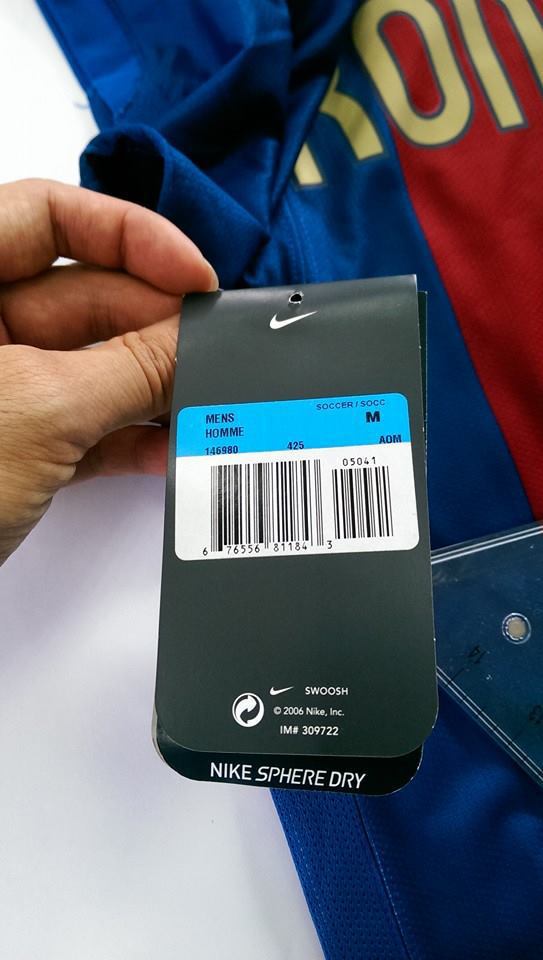 RON
SOCCER / SOCC
MENS M
HOMME
146980 425 AOM
05041
6 76556 81184 3
SWOOSH
© 2006 Nike, Inc.
IM# 309722
NIKE SPHERE DRY